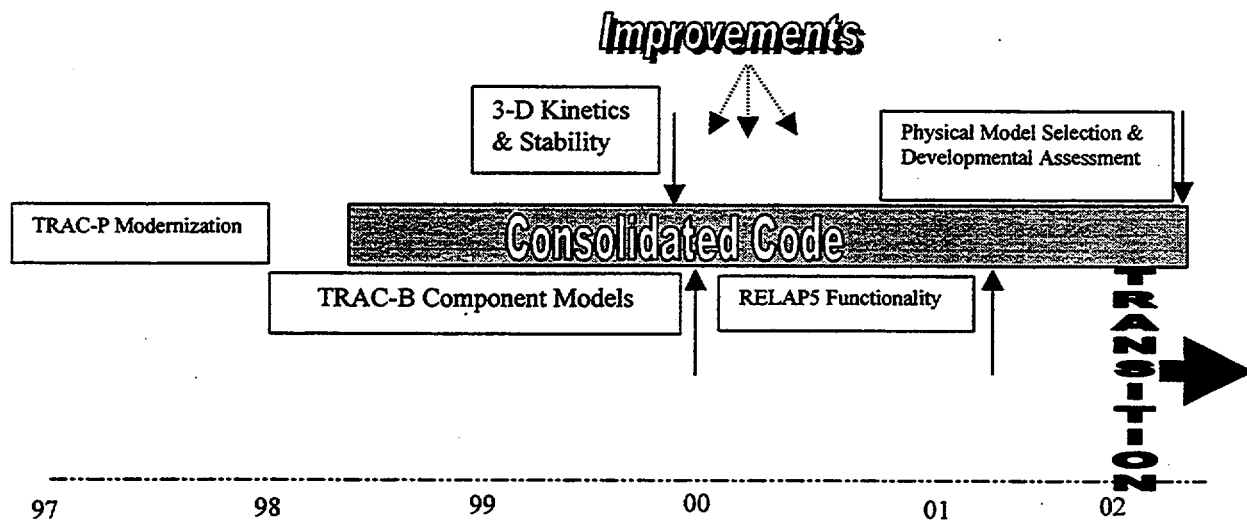 Improvements
3-D Kinetics
& Stability
Physical Model Selection &
Developmental Assessment
TRAC-P Modernization
Consolidated Code
TRAC-B Component Models
RELAP5 Functionality
TRANSITION
97
98
99
00
01
02